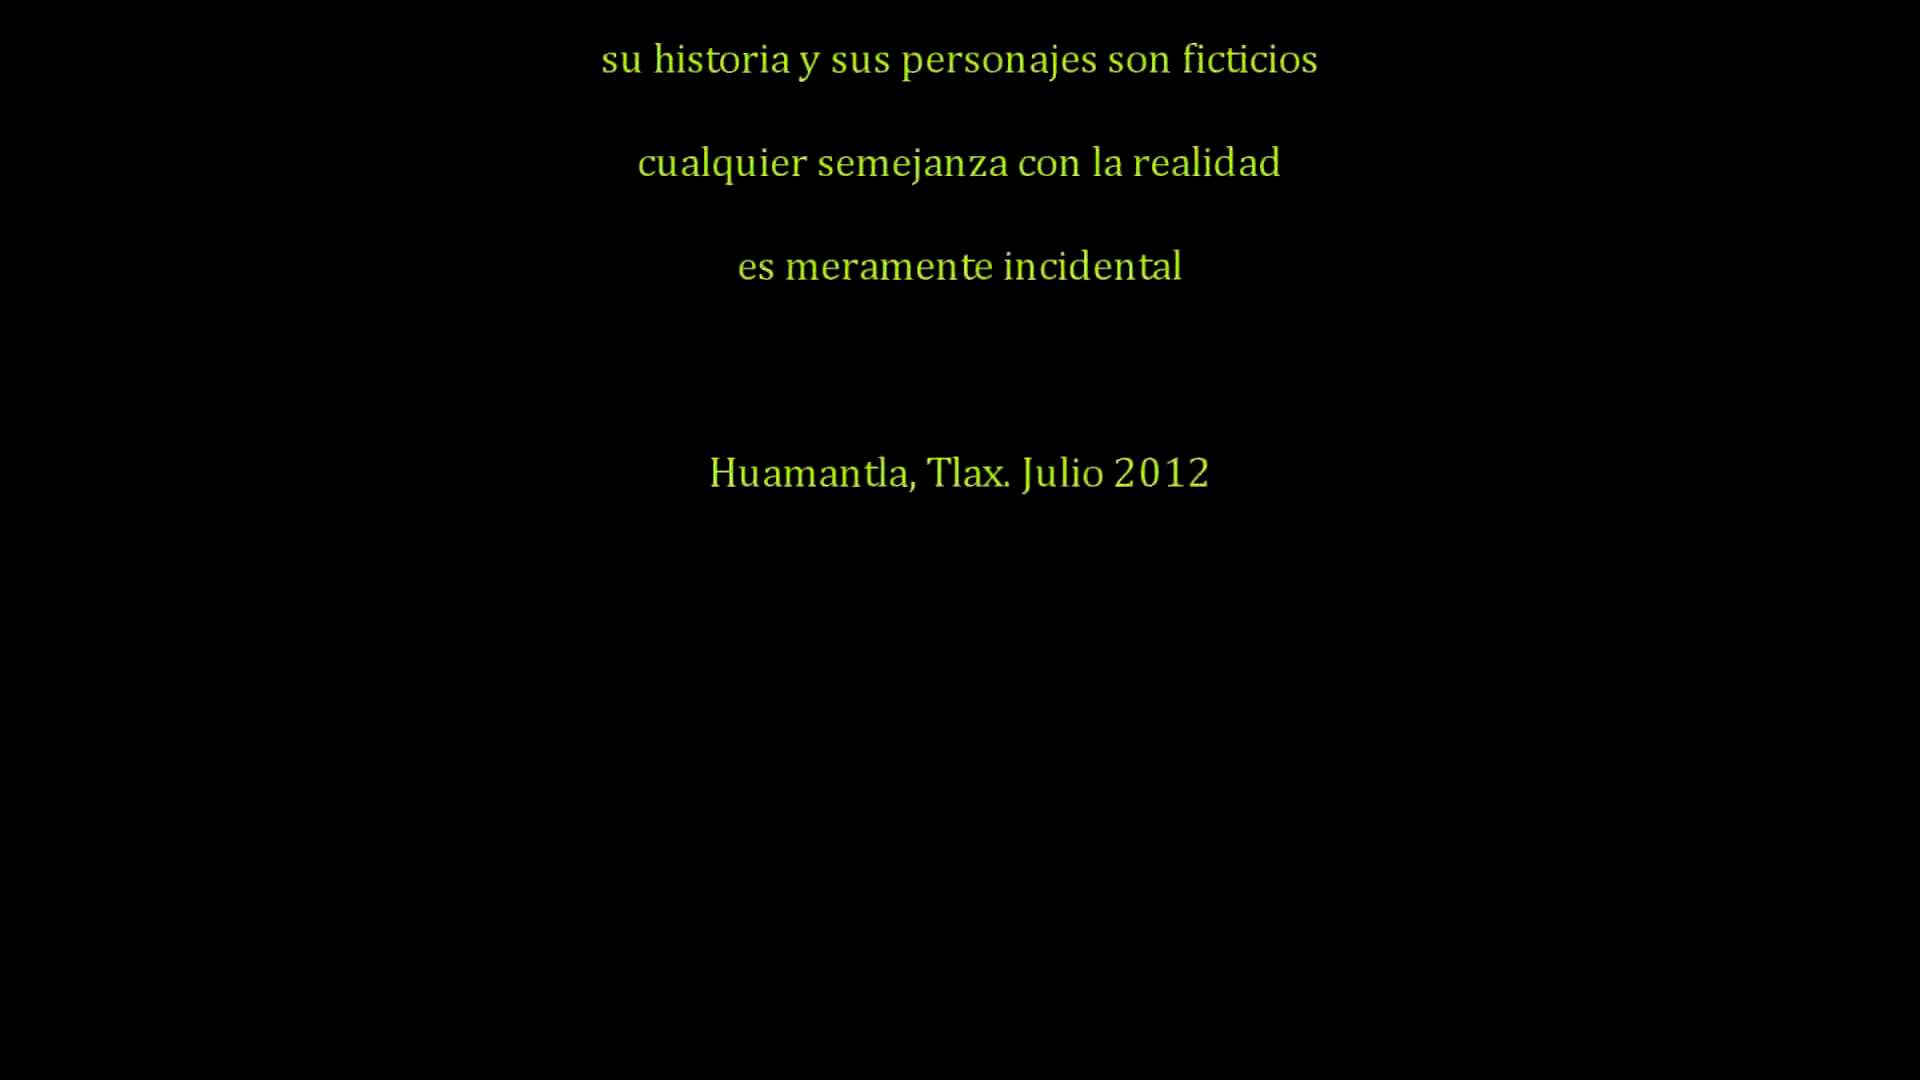 su historia y sus personajes son ficticios
cualquier semejanza con la realidad
es meramente incidental
Huamantla, Tlax. Julio 2012